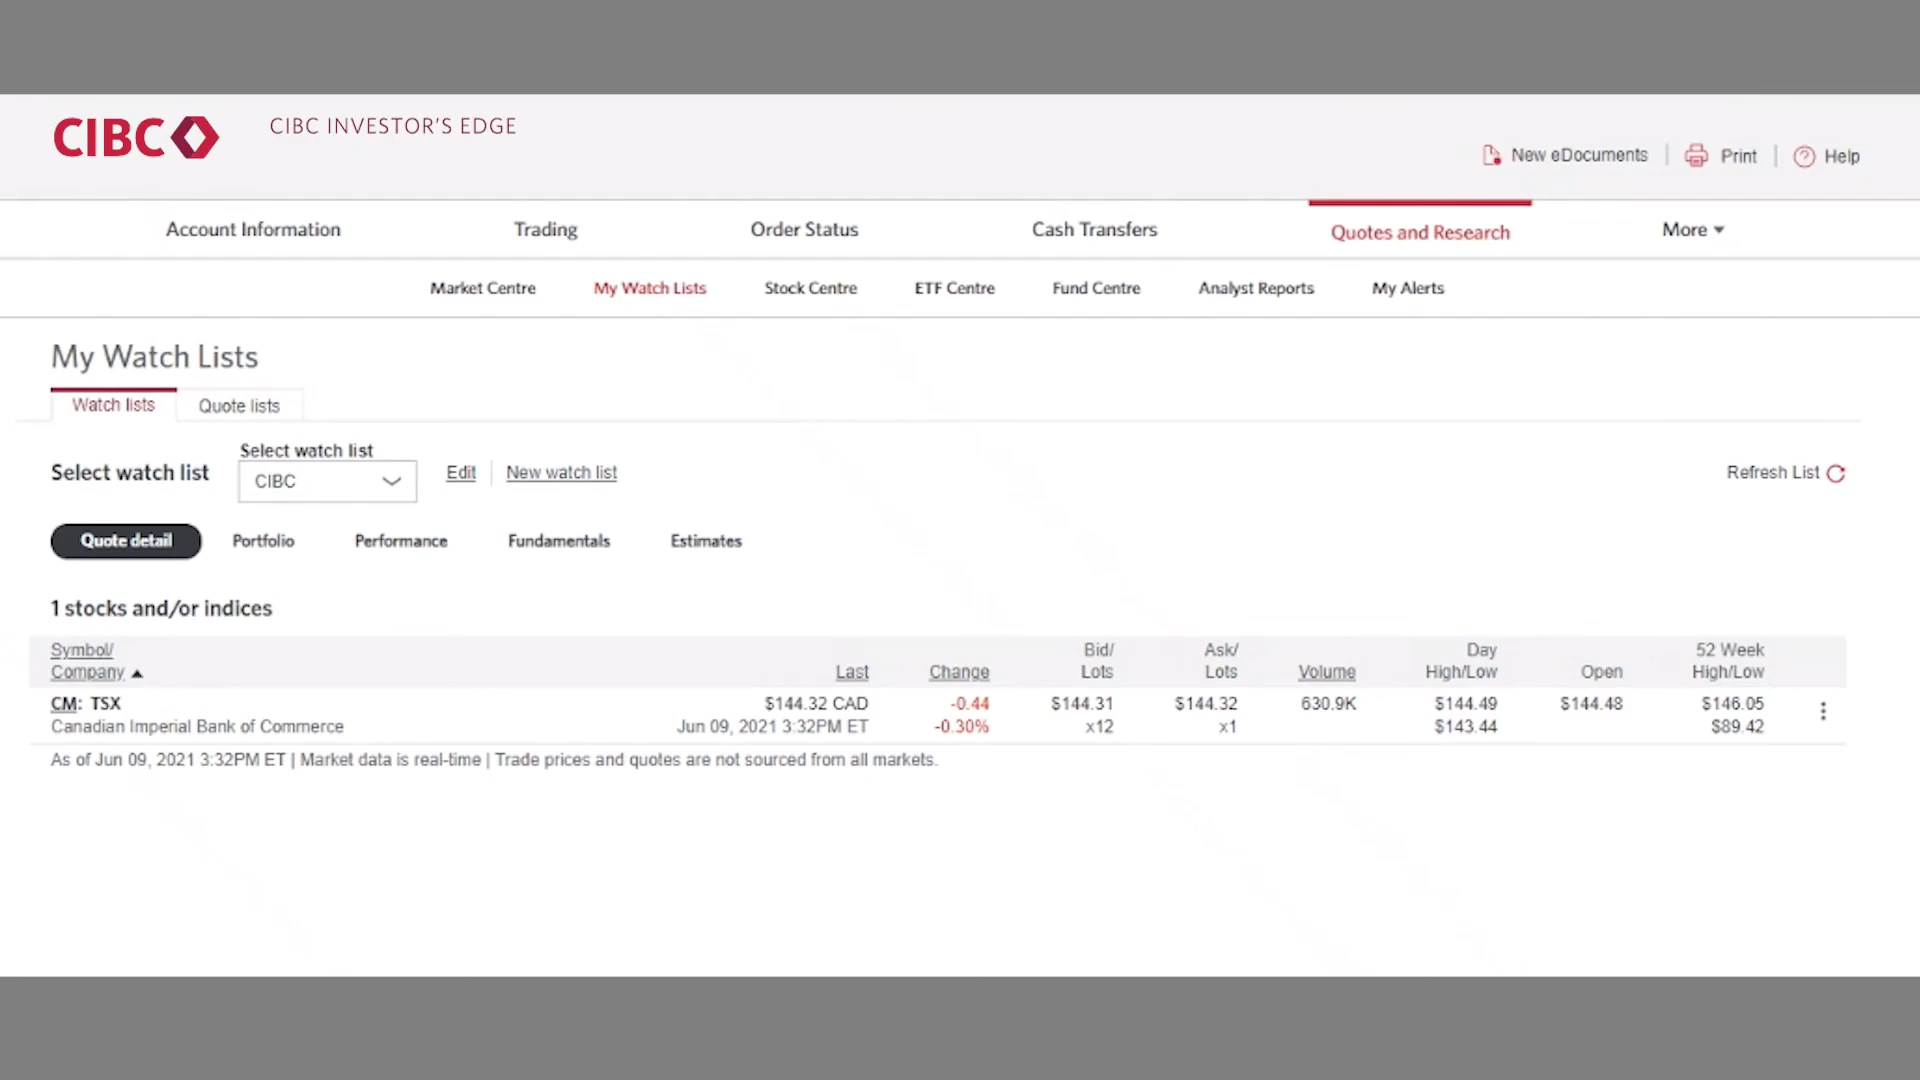 CIBC
CIBC INVESTOR'S EDGE
New eDocuments | Print | Help
Account Information Trading Order Status Cash Transfers Quotes and Research More
Market Centre My Watch Lists Stock Centre ETF Centre Fund Centre Analyst Reports My Alerts
My Watch Lists
Watch lists Quote lists
Select watch list
Select watch list CIBC Edit New watch list Refresh List
Quote detail Portfolio Performance Fundamentals Estimates
1 stocks and/or indices
Symbol/ Bid/ Ask/ Day 52 Week
Company Last Change Lots Lots Volume High/Low Open High/Low
CM: TSX $144.32 CAD -0.44 $144.31 $144.32 630.9K $144.49 $144.48 $146.05
Canadian Imperial Bank of Commerce Jun 09, 2021 3:32PM ET -0.30% x12 x1 $143.44 $89.42
As of Jun 09, 2021 3:32PM ET | Market data is real-time | Trade prices and quotes are not sourced from all markets.